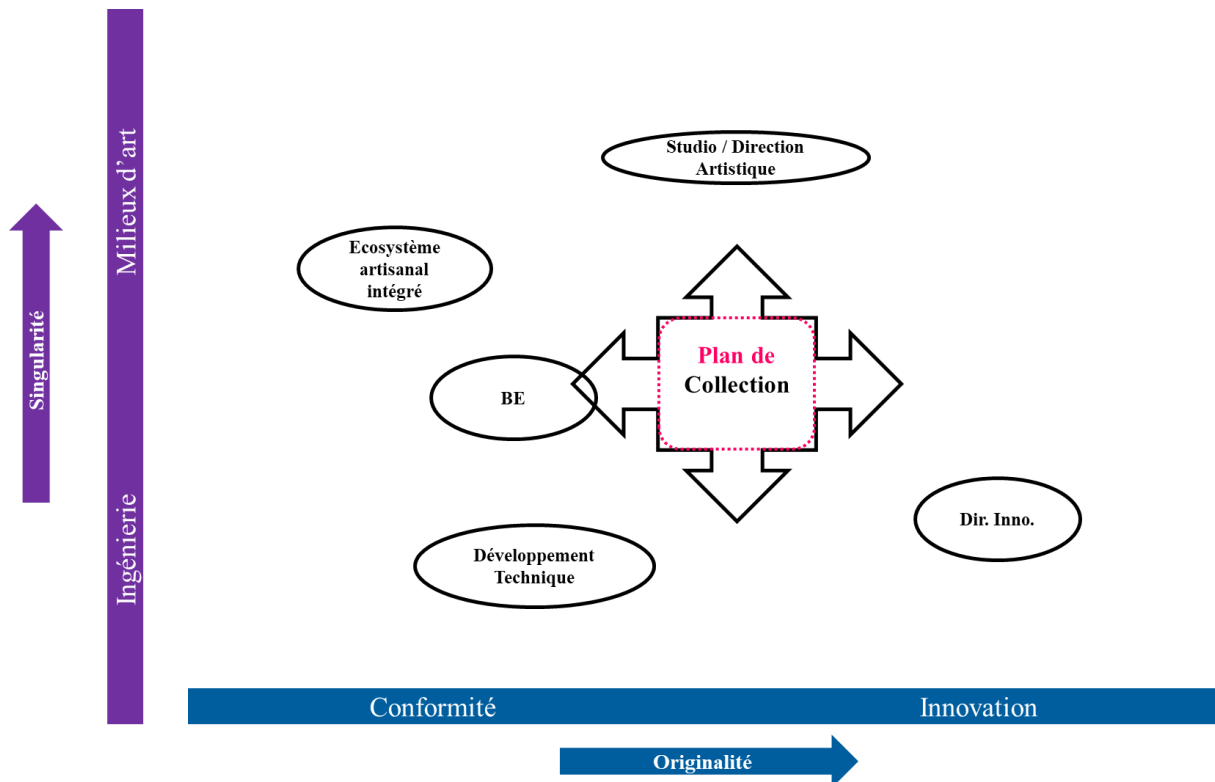 Singularité
Milieux d'art
Ingénierie
Studio / Direction
Artistique
Ecosystème
artisanal
intégré
Plan de
Collection
BE
Dir. Inno.
Développement
Technique
Conformité
Innovation
Originalité